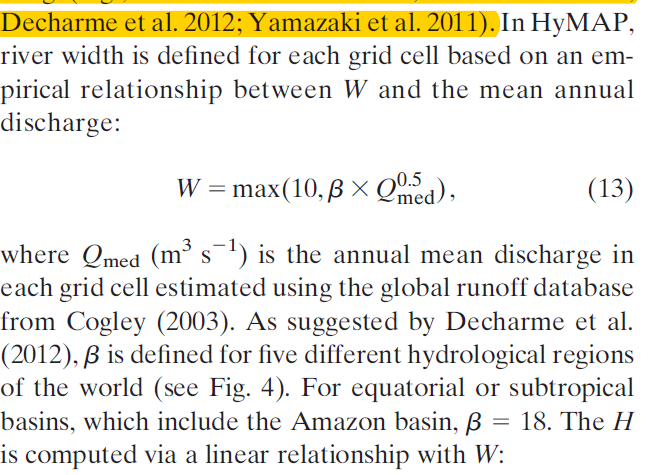 Decharme et al. 2012; Yamazaki et al. 2011). In HyMAP,
river width is defined for each grid cell based on an em-
pirical relationship between W and the mean annual
discharge:
W = max(10, β × Q_med^0.5), (13)
where Q_med (m³ s⁻¹) is the annual mean discharge in
each grid cell estimated using the global runoff database
from Cogley (2003). As suggested by Decharme et al.
(2012), β is defined for five different hydrological regions
of the world (see Fig. 4). For equatorial or subtropical
basins, which include the Amazon basin, β = 18. The H
is computed via a linear relationship with W: